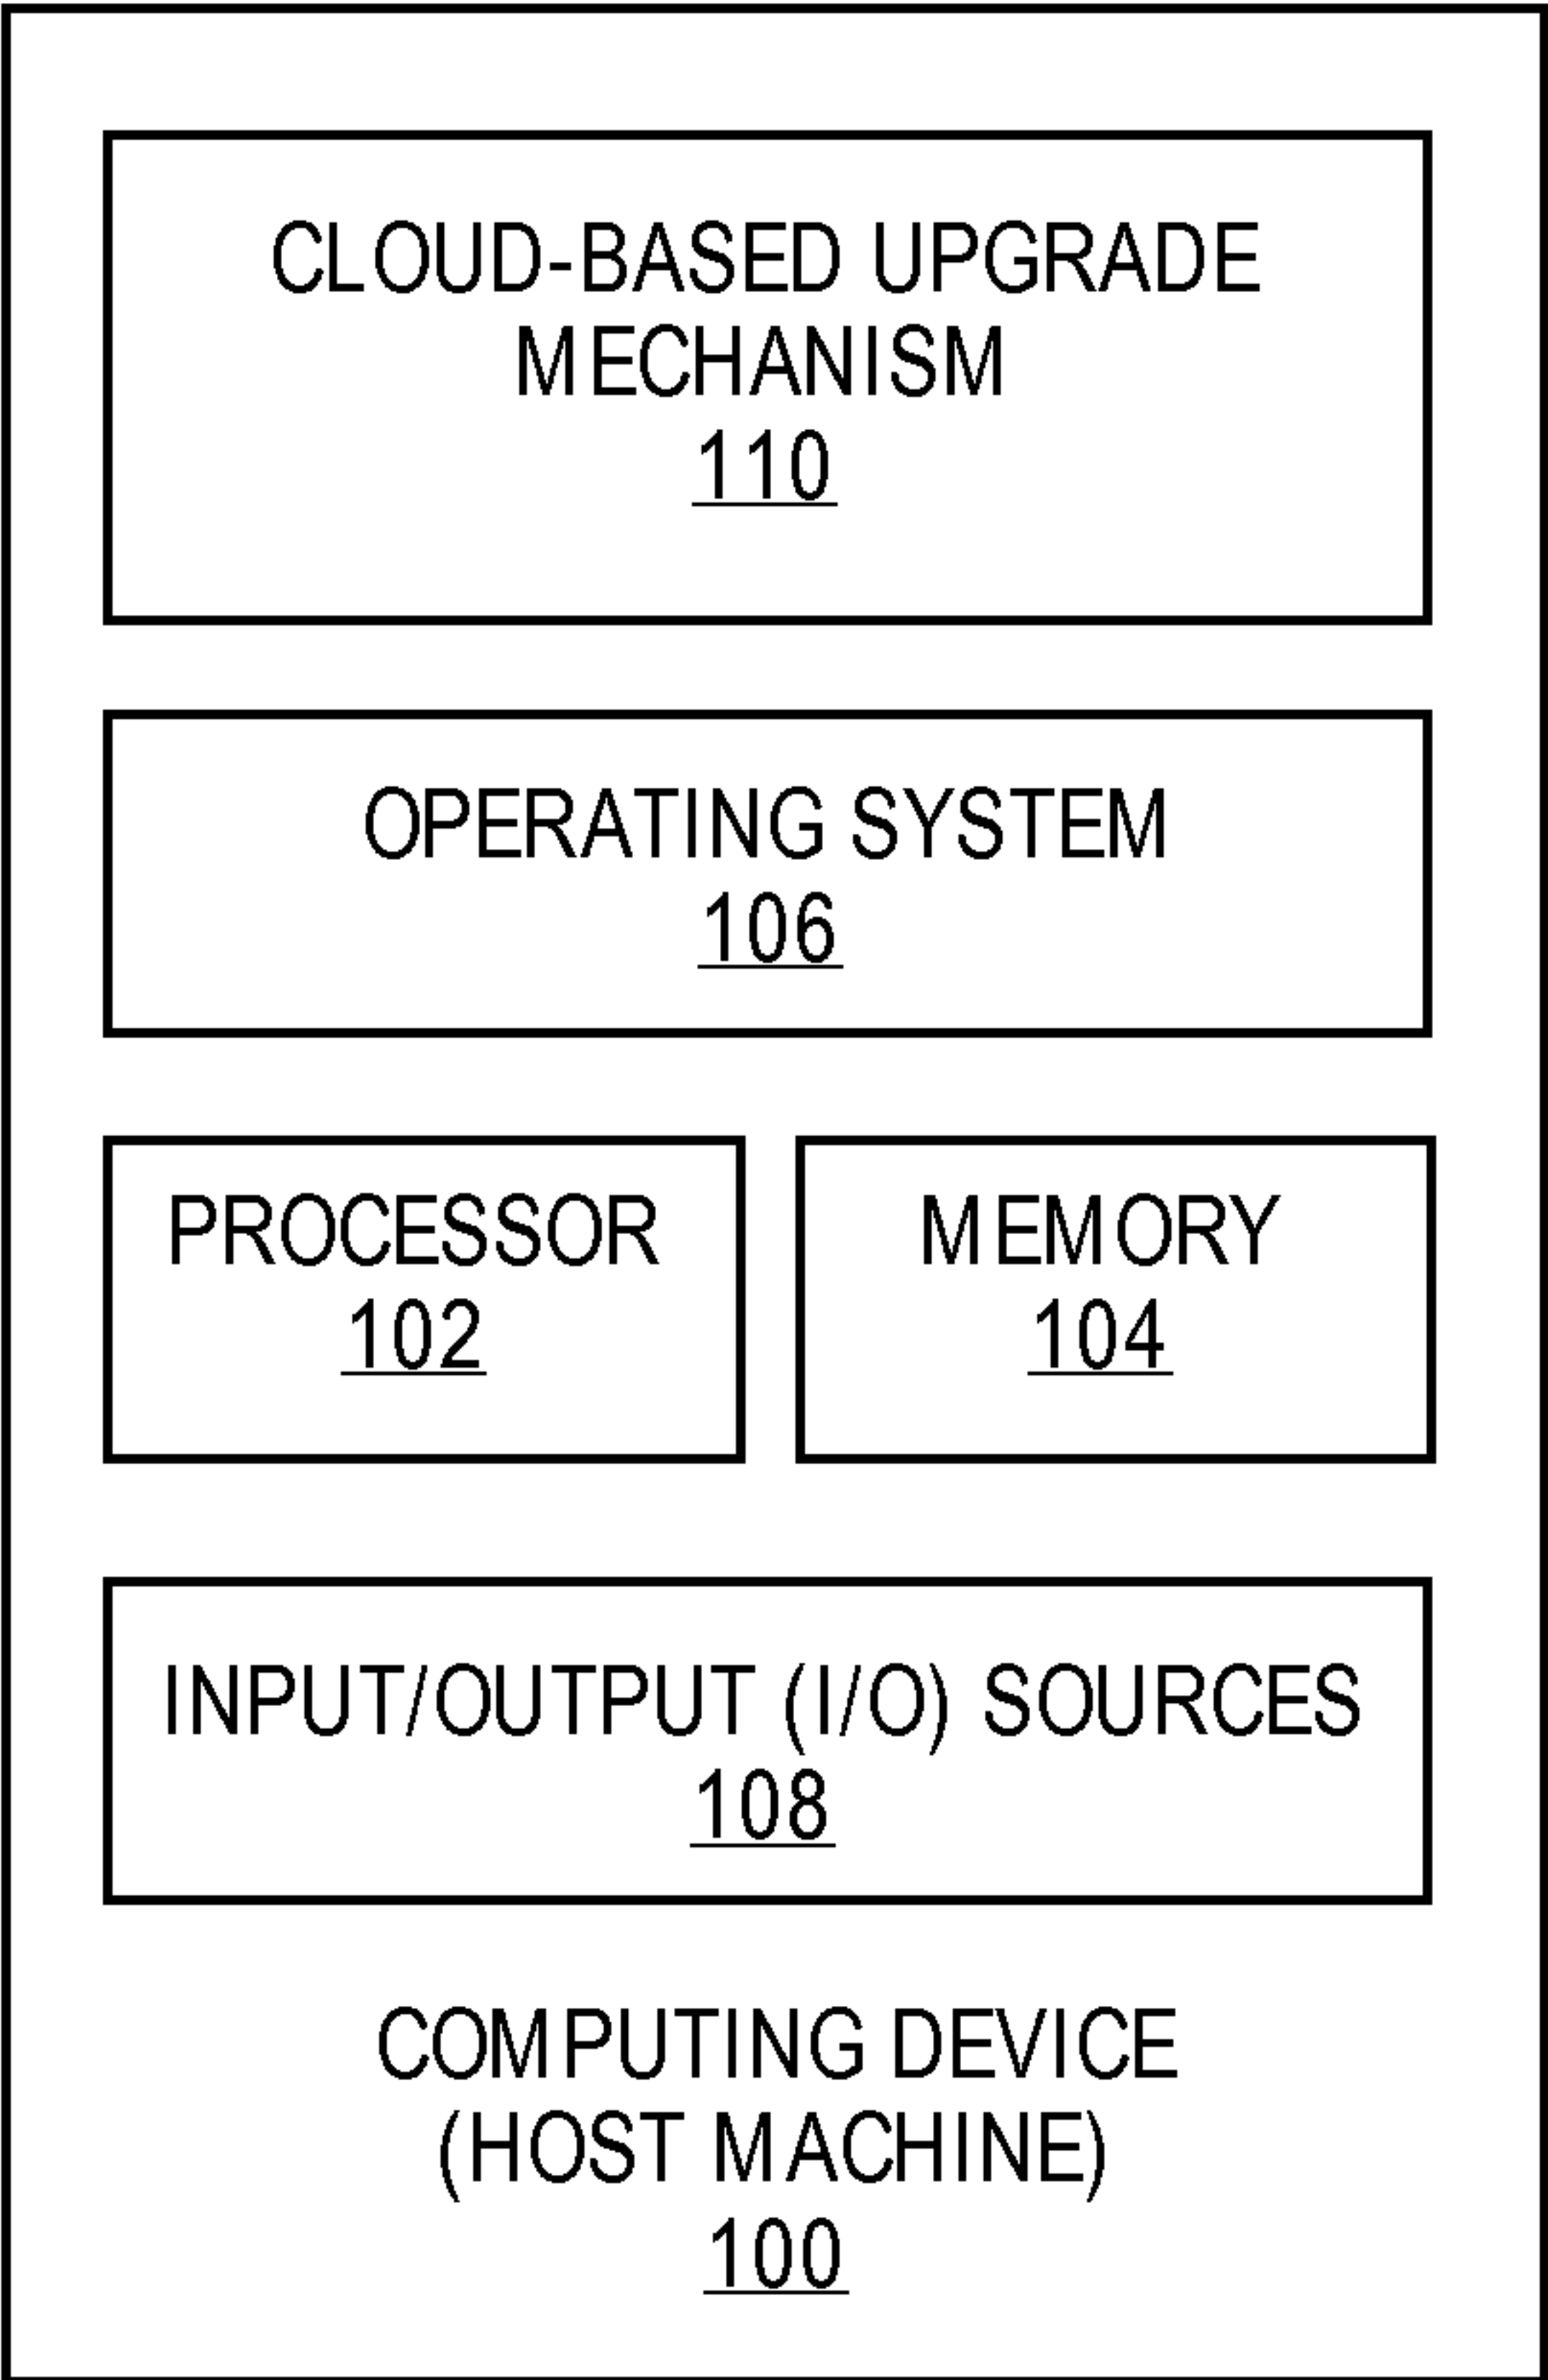 CLOUD-BASED UPGRADE
MECHANISM
110
OPERATING SYSTEM
106
PROCESSOR
102
MEMORY
104
INPUT/OUTPUT (I/O) SOURCES
108
COMPUTING DEVICE
(HOST MACHINE)
100